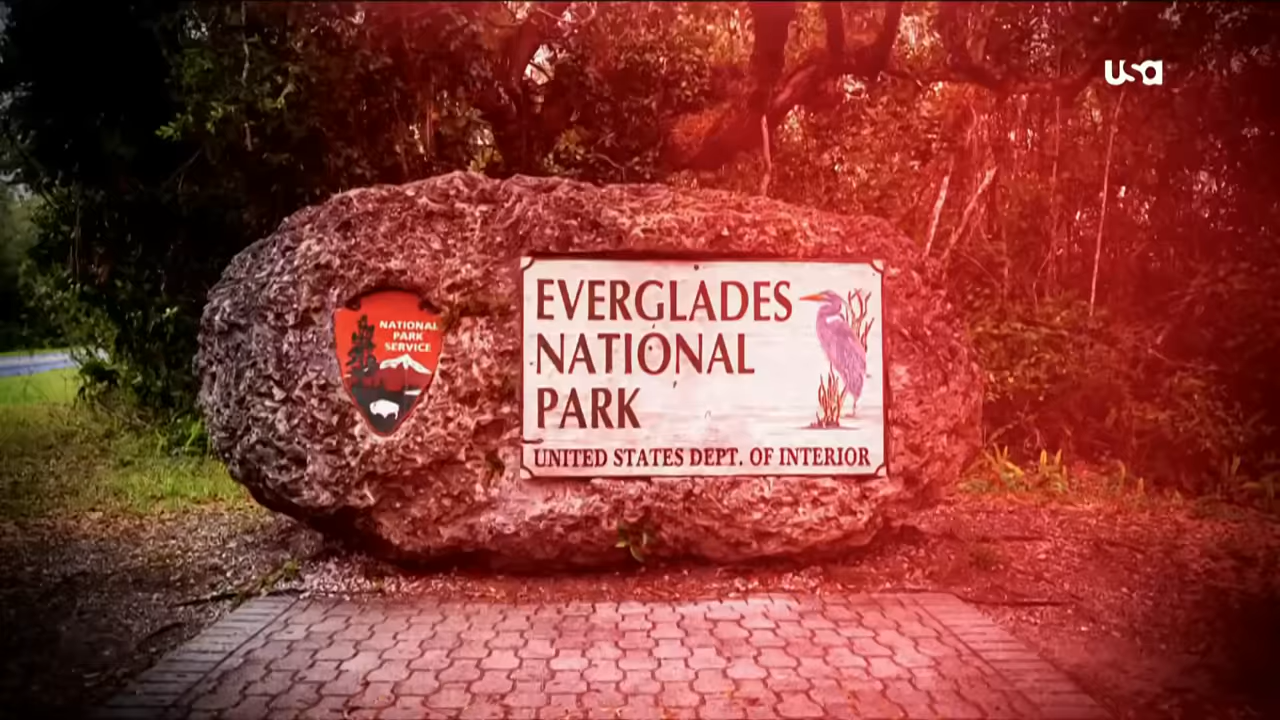 usa
NATIONAL
PARK
SERVICE
EVERGLADES
NATIONAL
PARK
UNITED STATES DEPT. OF INTERIOR